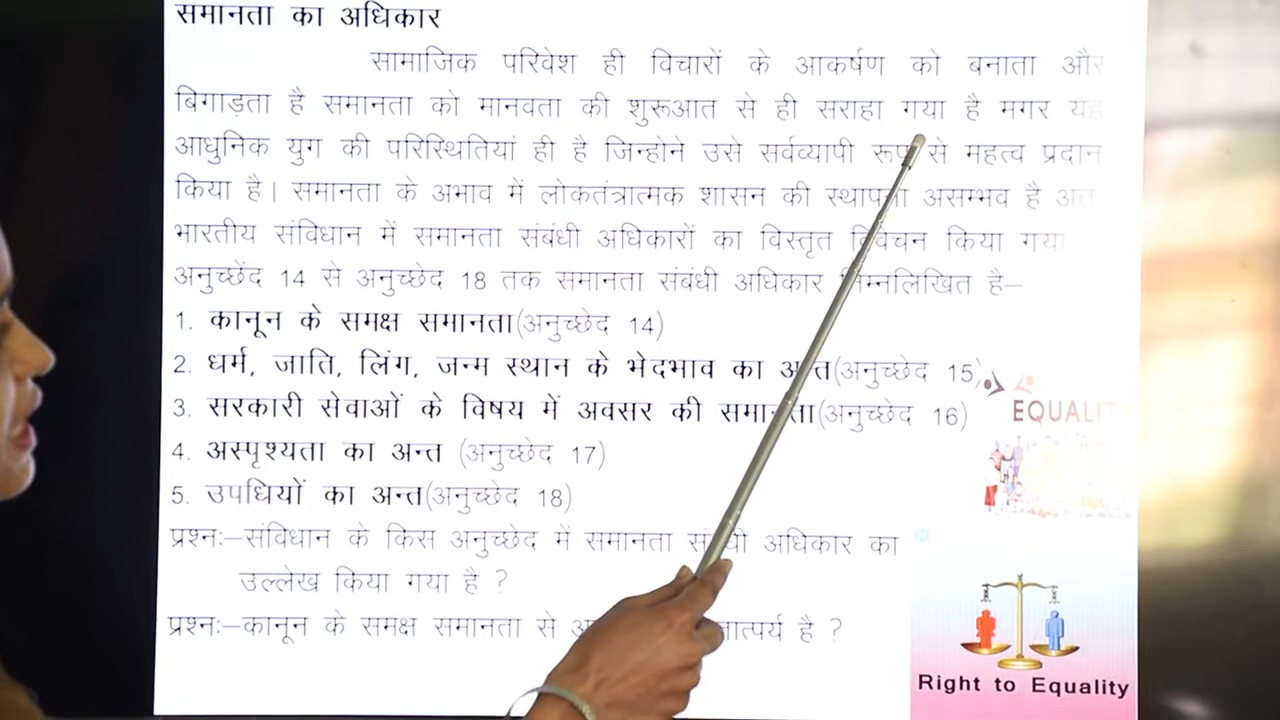 समानता का अधिकार
सामाजिक परिवेश ही विचारों के आकर्षण को बनाता और
बिगाड़ता है समानता को मानवता की शुरूआत से ही सराहा गया है मगर यह
आधुनिक युग की परिस्थितियां ही है जिन्होने उसे सर्वव्यापी रूप से महत्व प्रदान
किया है। समानता के अभाव में लोकतंत्रात्मक शासन की स्थापना असम्भव है अत
भारतीय संविधान में समानता संबंधी अधिकारों का विस्तृत विवेचन किया गया
अनुच्छेंद 14 से अनुच्छेद 18 तक समानता संबंधी अधिकार निम्नलिखित है–
1. कानून के समक्ष समानता(अनुच्छेद 14)
2. धर्म, जाति, लिंग, जन्म स्थान के भेदभाव का अन्त(अनुच्छेद 15)
3. सरकारी सेवाओं के विषय में अवसर की समानता(अनुच्छेद 16)
4. अस्पृश्यता का अन्त (अनुच्छेद 17)
5. उपधियों का अन्त(अनुच्छेद 18)
EQUALIT
प्रश्नः–संविधान के किस अनुच्छेद में समानता संबंधी अधिकार का
उल्लेख किया गया है ?
प्रश्नः–कानून के समक्ष समानता से तात्पर्य है ?
Right to Equality